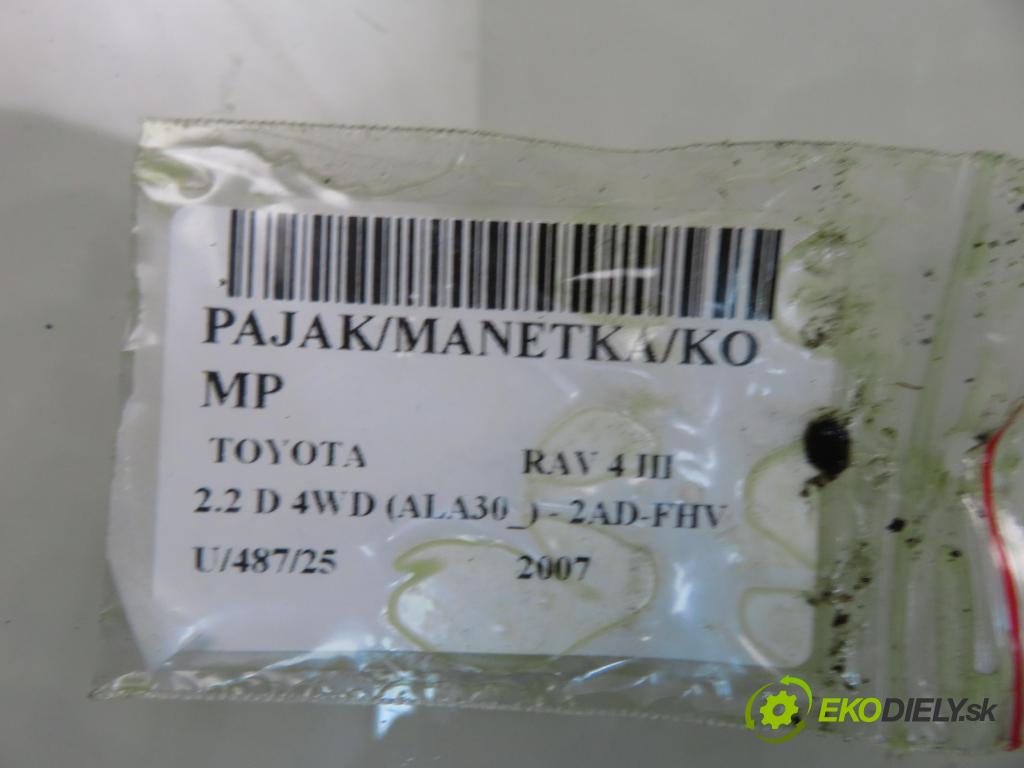 PAJAK/MANETKA/KO
MP
TOYOTA RAV 4 III
2.2 D 4WD (ALA30_) - 2AD-FHV
U/487/25 2007
EKODIELY.sk